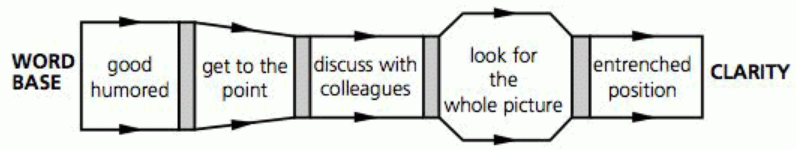 WORD
BASE
good
humored
get to the
point
discuss with
colleagues
look for
the
whole picture
entrenched
position
CLARITY